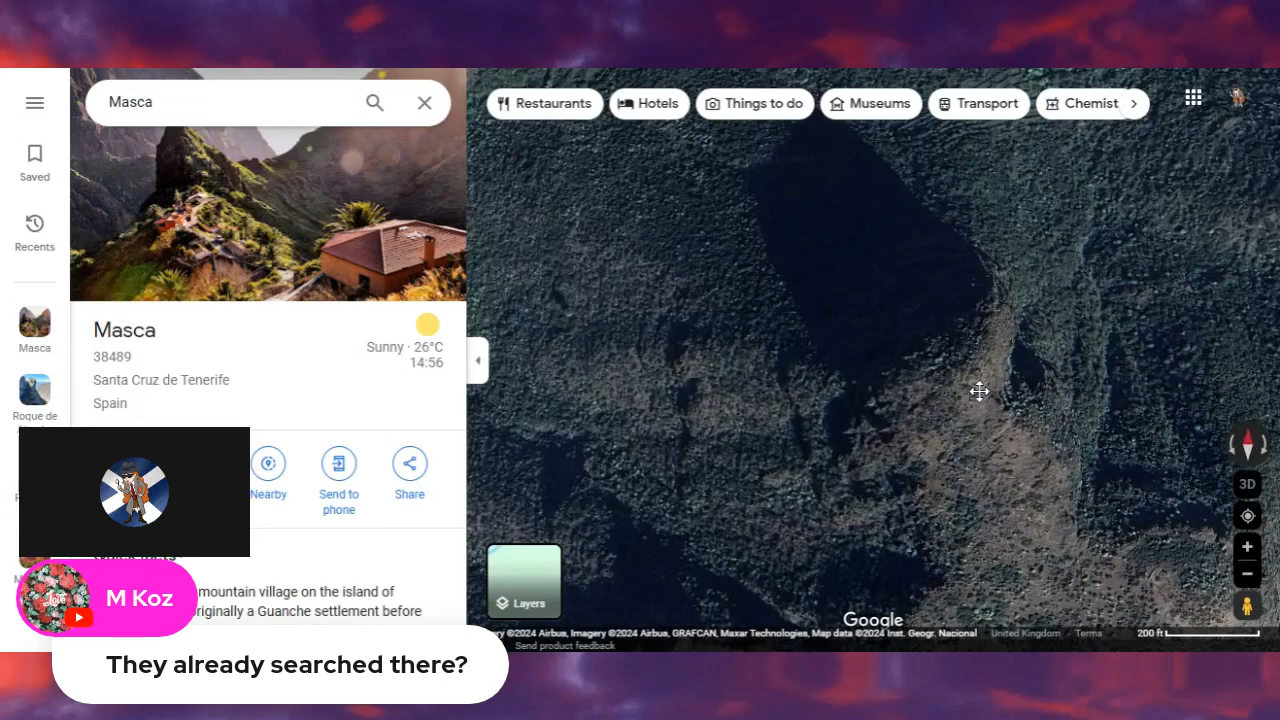 Masca
Restaurants
Hotels
Things to do
Museums
Transport
Chemist
Saved
Recents
Masca
Roque de
Masca
38489
Santa Cruz de Tenerife
Spain
Sunny · 26°C
14:56
Nearby
Send to
phone
Share
mountain village on the island of
riginally a Guanche settlement before
M Koz
They already searched there?
3D
Layers
Google
©2024 Airbus, Imagery ©2024 Airbus, GRAFCAN, Maxar Technologies, Map data ©2024 Inst. Geogr. Nacional
United Kingdom
Terms
200 ft
Send product feedback